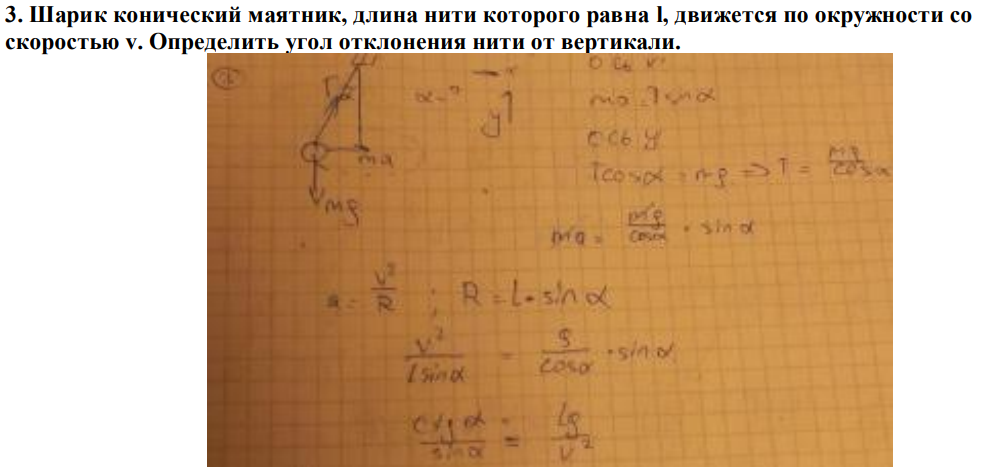 3. Шарик конический маятник, длина нити которого равна l, движется по окружности со
скоростью v. Определить угол отклонения нити от вертикали.
α - ?
y
ma = T sin α
ось y
T cos α = mg => T = mg / cos α
ma
mg
ma = mg / cos α · sin α
a = v² / R ; R = L · sin α
v² / l sin α = g / cos α · sin α
ctg α / sin α = lg / v²